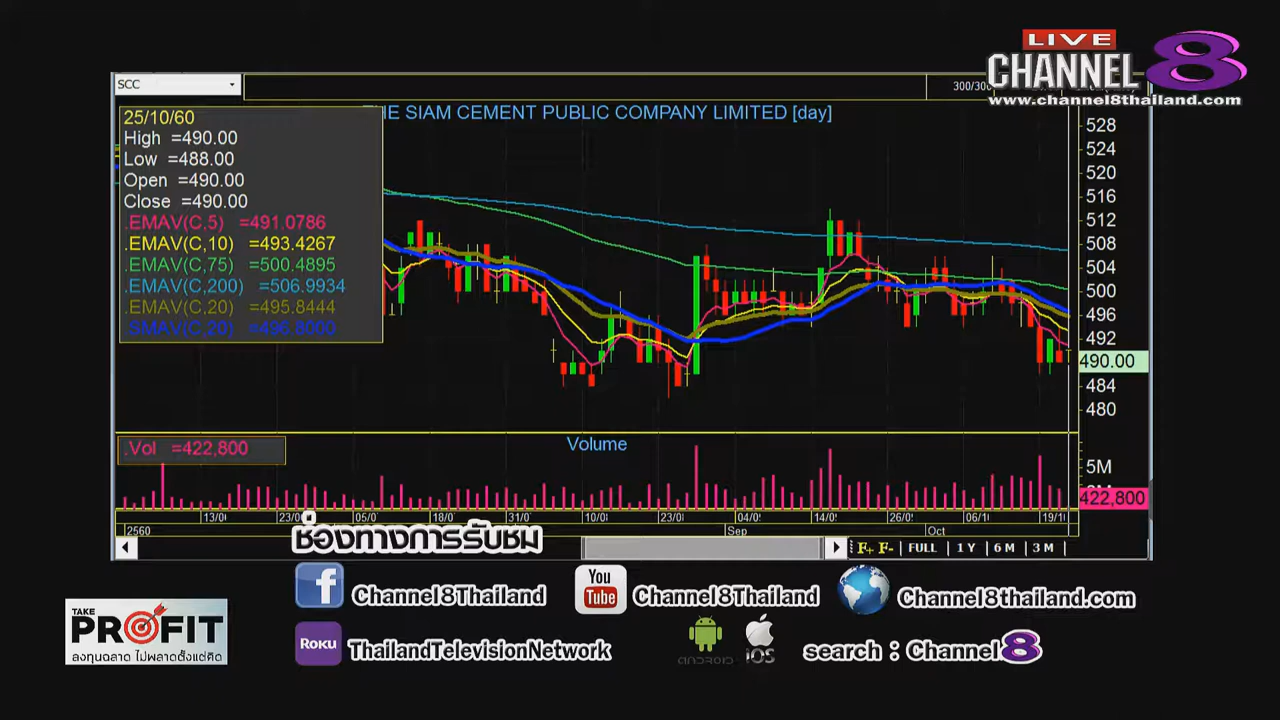 LIVE
CHANNEL 8
www.channel8thailand.com
SCC
300/300
THE SIAM CEMENT PUBLIC COMPANY LIMITED [day]
25/10/60
High =490.00
Low =488.00
Open =490.00
Close =490.00
.EMAV(C,5) =491.0786
.EMAV(C,10) =493.4267
.EMAV(C,75) =500.4895
.EMAV(C,200) =506.9934
.EMAV(C,20) =495.8444
.SMAV(C,20) =496.8000
528
524
520
516
512
508
504
500
496
492
490.00
484
480
.Vol =422,800
Volume
5M
422,800
13/0 23/0 05/0 18/0 31/0 10/0 23/0 04/0 14/0 26/0 06/1 19/1
2560 Sep Oct
F+ F- FULL 1 Y 6 M 3 M
ช่องทางการรับชม
Channel8Thailand
You Tube Channel8Thailand
Channel8thailand.com
TAKE
PROFIT
ลงทุนฉลาด ไม่พลาดตั้งแต่คิด
Roku ThailandTelevisionNetwork
ANDROID iOS
search : Channel 8